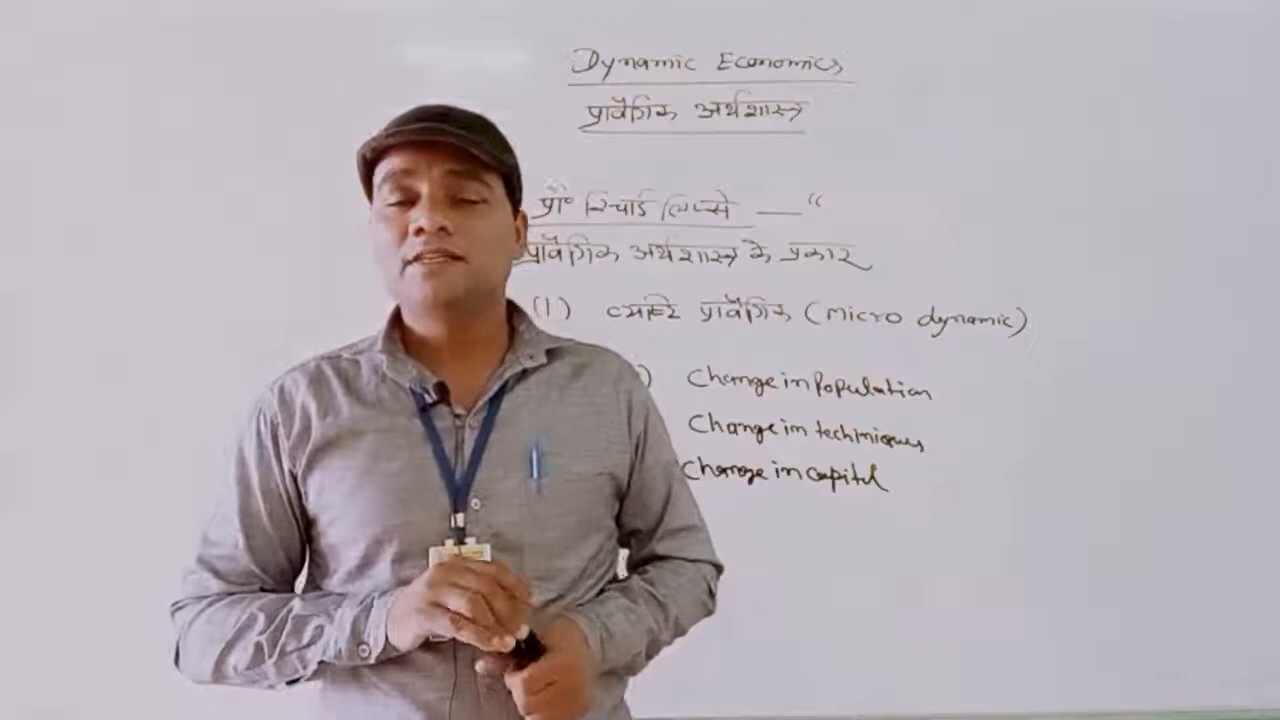 Dynamic Economics
प्रावैगिक अर्थशास्त्र
प्रो॰ रिचार्ड लिप्से — “
प्रावैगिक अर्थशास्त्र के प्रकार
(1) व्यष्टि प्रावैगिक (Micro dynamic)
) Change in Population
Change in techniques
Change in capital